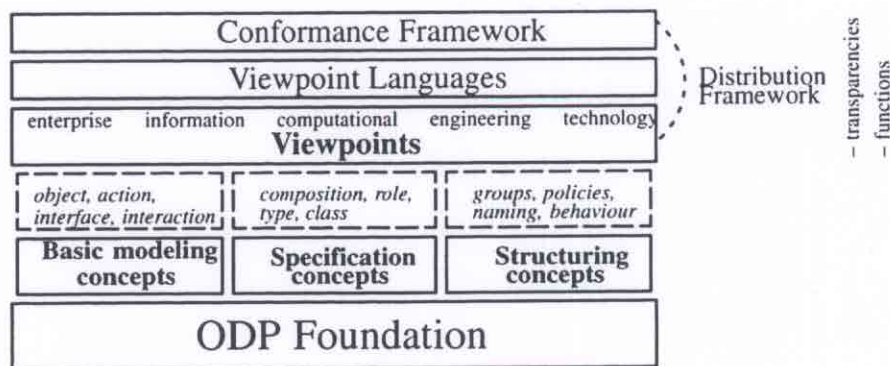 Conformance Framework
Viewpoint Languages
enterprise information computational engineering technology
Viewpoints
Distribution
Framework
– transparencies
– functions
object, action,
interface, interaction
composition, role,
type, class
groups, policies,
naming, behaviour
Basic modeling
concepts
Specification
concepts
Structuring
concepts
ODP Foundation